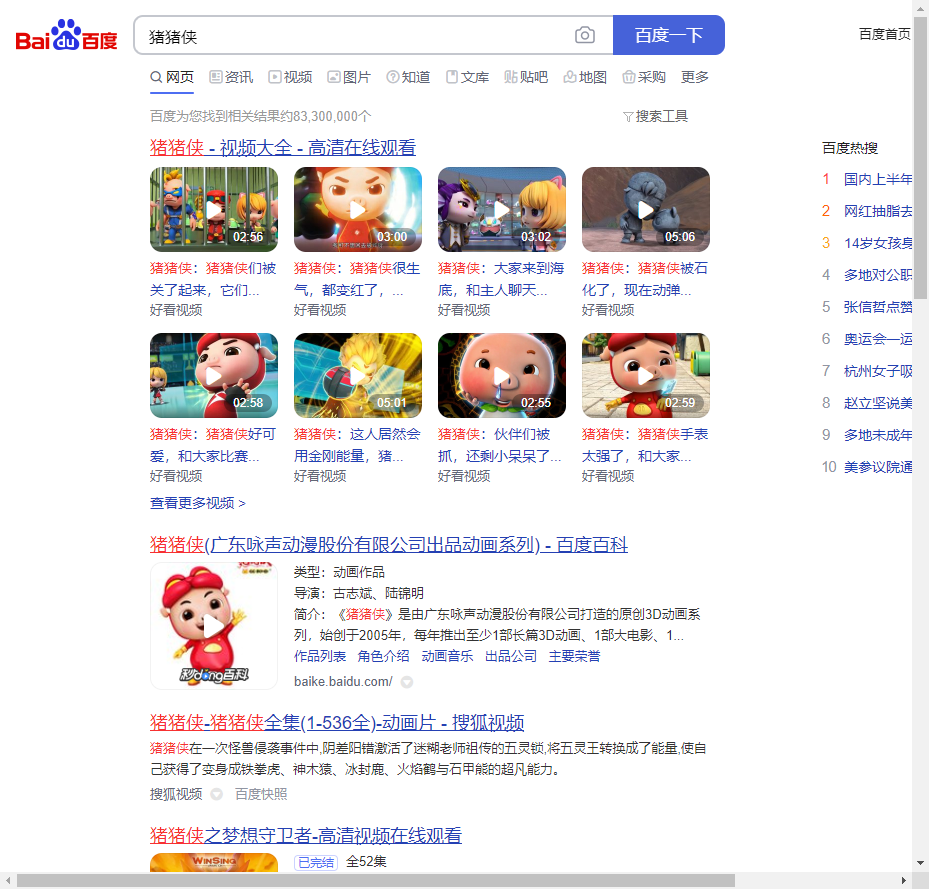 Bai du 百度
猪猪侠
百度一下
百度首页
网页 资讯 视频 图片 知道 文库 贴吧 地图 采购 更多
百度为您找到相关结果约83,300,000个
搜索工具
猪猪侠 - 视频大全 - 高清在线观看
02:56
03:00
03:02
05:06
猪猪侠：猪猪侠们被
关了起来，它们...
好看视频
猪猪侠：猪猪侠很生
气，都变红了，...
好看视频
猪猪侠：大家来到海
底，和主人聊天...
好看视频
猪猪侠：猪猪侠被石
化了，现在动弹...
好看视频
02:58
05:01
02:55
02:59
猪猪侠：猪猪侠好可
爱，和大家比赛...
好看视频
猪猪侠：这人居然会
用金刚能量，猪...
好看视频
猪猪侠：伙伴们被
抓，还剩小呆呆了...
好看视频
猪猪侠：猪猪侠手表
太强了，和大家...
好看视频
查看更多视频 >
猪猪侠(广东咏声动漫股份有限公司出品动画系列) - 百度百科
秒dong百科
类型：动画作品
导演：古志斌、陆锦明
简介：《猪猪侠》是由广东咏声动漫股份有限公司打造的原创3D动画系
列，始创于2005年，每年推出至少1部长篇3D动画、1部大电影、1...
作品列表 角色介绍 动画音乐 出品公司 主要荣誉
baike.baidu.com/
猪猪侠-猪猪侠全集(1-536全)-动画片 - 搜狐视频
猪猪侠在一次怪兽侵袭事件中,阴差阳错激活了迷糊老师祖传的五灵锁,将五灵王转换成了能量,使自
己获得了变身成铁拳虎、神木猿、冰封鹿、火焰鹤与石甲熊的超凡能力。
搜狐视频 百度快照
猪猪侠之梦想守卫者-高清视频在线观看
WINSING
已完结 全52集
百度热搜
1 国内上半年
2 网红抽脂去
3 14岁女孩身
4 多地对公职
5 张信哲点赞
6 奥运会一运
7 杭州女子吸
8 赵立坚说美
9 多地未成年
10 美参议院通